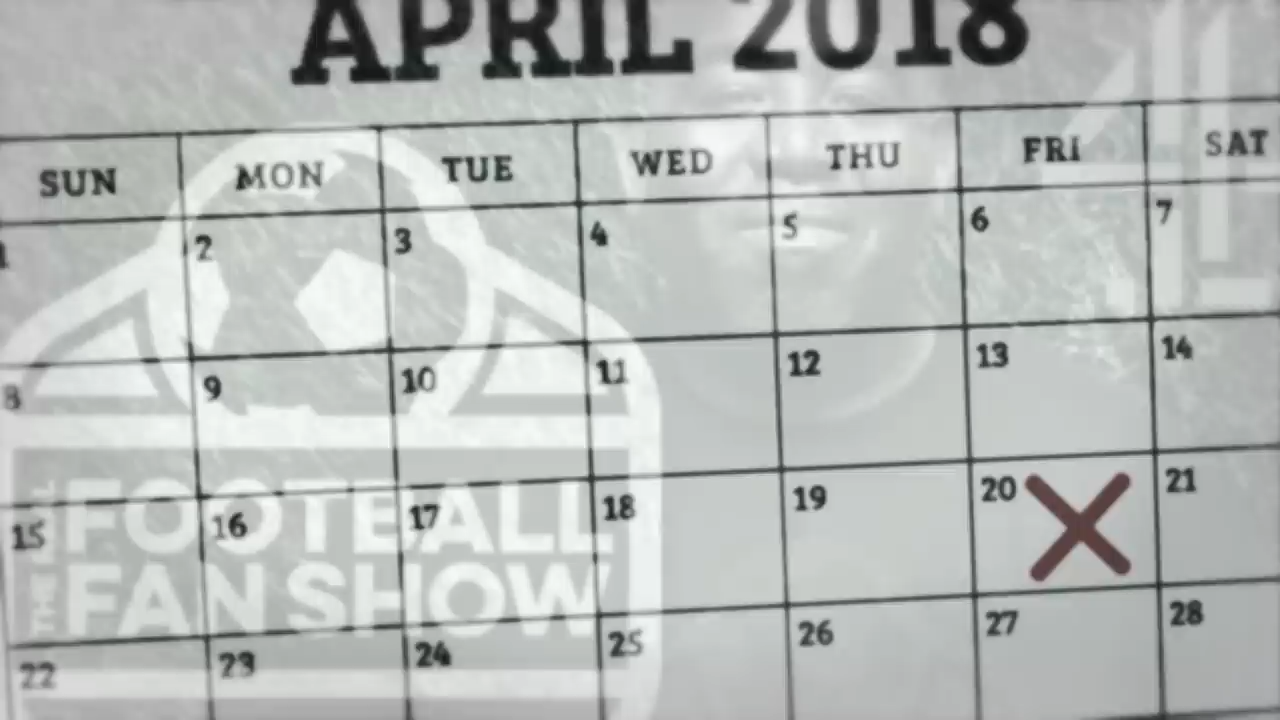 APRIL 2018
SUN MON TUE WED THU FRI SAT
1 2 3 4 5 6 7
8 9 10 11 12 13 14
15 16 17 18 19 20 21
FOOTBALL
THE
FAN SHOW
22 23 24 25 26 27 28